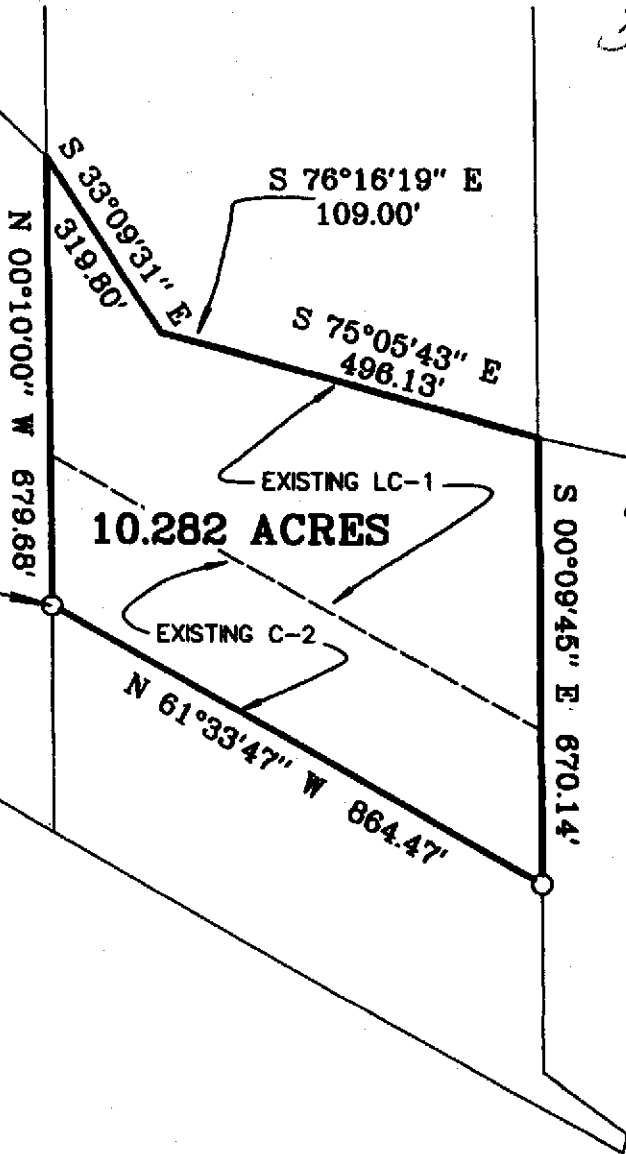 S 33°09'31" E
319.80'
S 76°16'19" E
109.00'
S 75°05'43" E
496.13'
N 00°10'00" W 679.68'
EXISTING LC-1
10.282 ACRES
EXISTING C-2
S 00°09'45" E 670.14'
N 61°33'47" W 864.47'